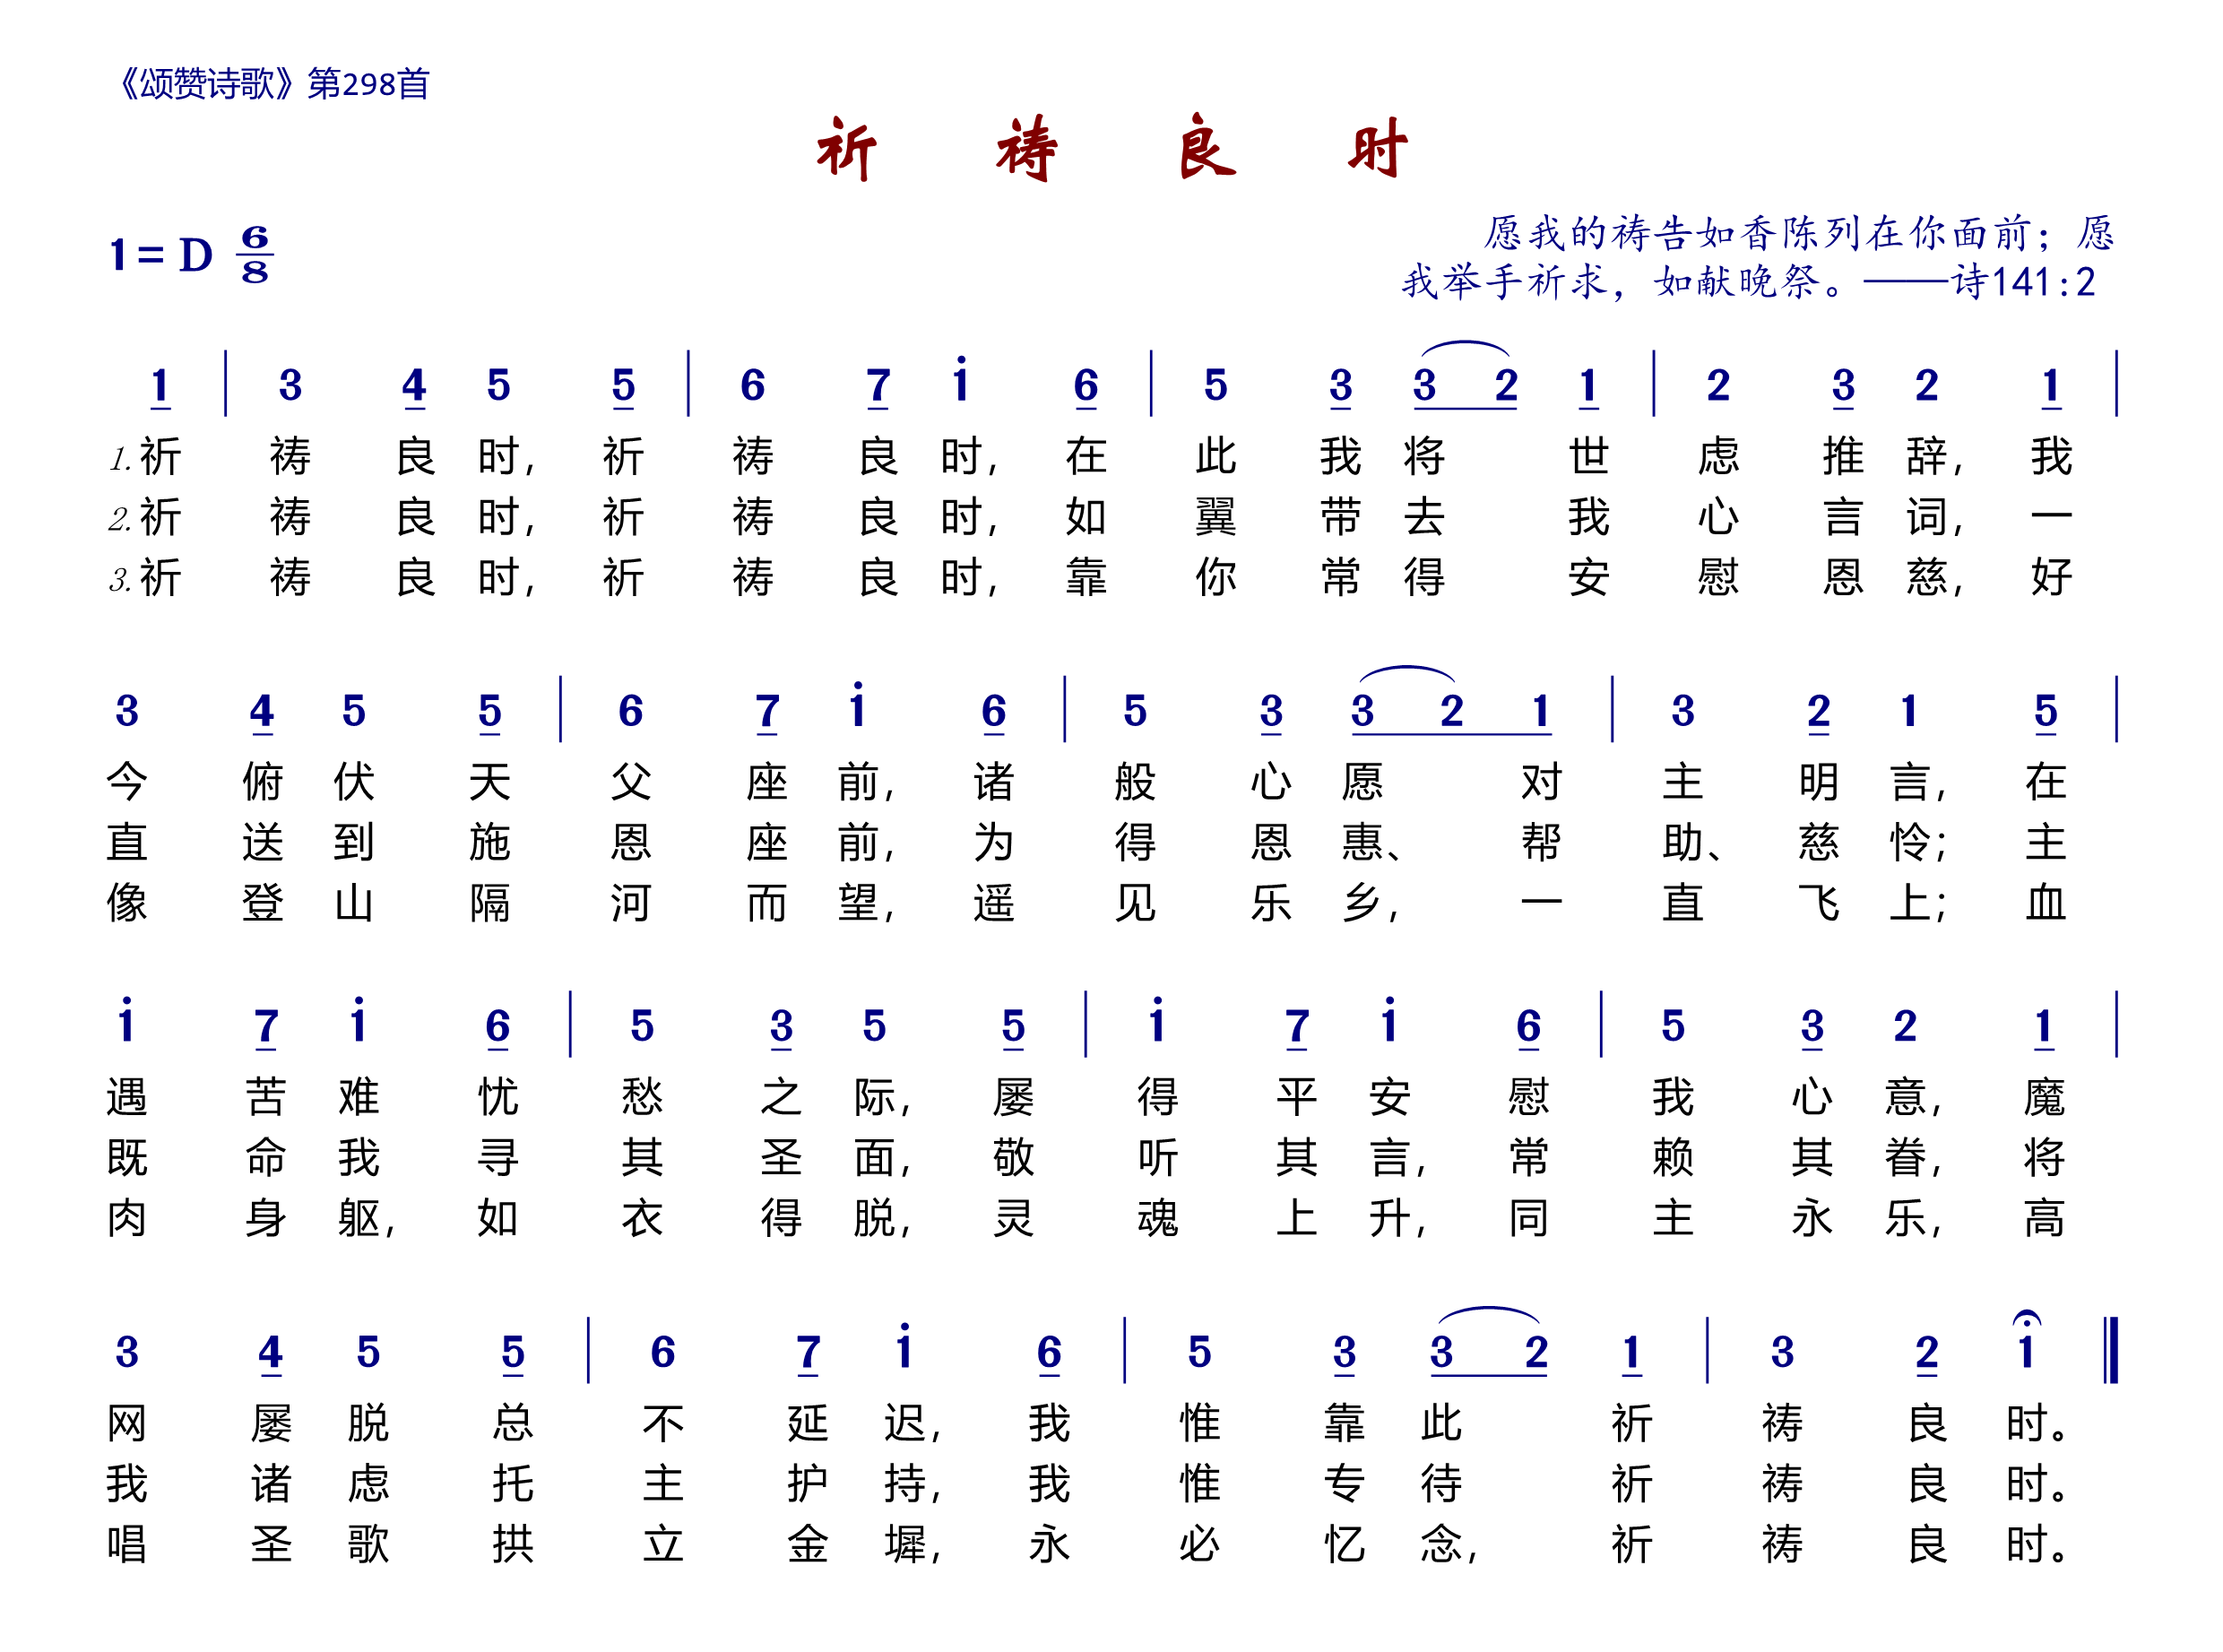 《颂赞诗歌》第298首
祈 祷 良 时
1=D 6/8
愿我的祷告如香陈列在你面前；愿
我举手祈求，如献晚祭。——诗141:2
1 | 3 4 5 5 | 6 7 i 6 | 5 3 3 2 1 | 2 3 2 1 |
1.祈 祷 良 时， 祈 祷 良 时， 在 此 我 将 世 虑 推 辞， 我
2.祈 祷 良 时， 祈 祷 良 时， 如 翼 带 去 我 心 言 词， 一
3.祈 祷 良 时， 祈 祷 良 时， 靠 你 常 得 安 慰 恩 慈， 好
3 4 5 5 | 6 7 i 6 | 5 3 3 2 1 | 3 2 1 5 |
今 俯 伏 天 父 座 前， 诸 般 心 愿 对 主 明 言， 在
直 送 到 施 恩 座 前， 为 得 恩 惠、 帮 助、 慈 怜； 主
像 登 山 隔 河 而 望， 遥 见 乐 乡， 一 直 飞 上； 血
i 7 i 6 | 5 3 5 5 | i 7 i 6 | 5 3 2 1 |
遇 苦 难 忧 愁 之 际， 屡 得 平 安 慰 我 心 意， 魔
既 命 我 寻 其 圣 面， 敬 听 其 言， 常 赖 其 眷， 将
肉 身 躯， 如 衣 得 脱， 灵 魂 上 升， 同 主 永 乐， 高
3 4 5 5 | 6 7 i 6 | 5 3 3 2 1 | 3 2 1
网 屡 脱 总 不 延 迟， 我 惟 靠 此 祈 祷 良 时。
我 诸 虑 托 主 护 持， 我 惟 专 待 祈 祷 良 时。
唱 圣 歌 拱 立 金 墀， 永 必 忆 念， 祈 祷 良 时。